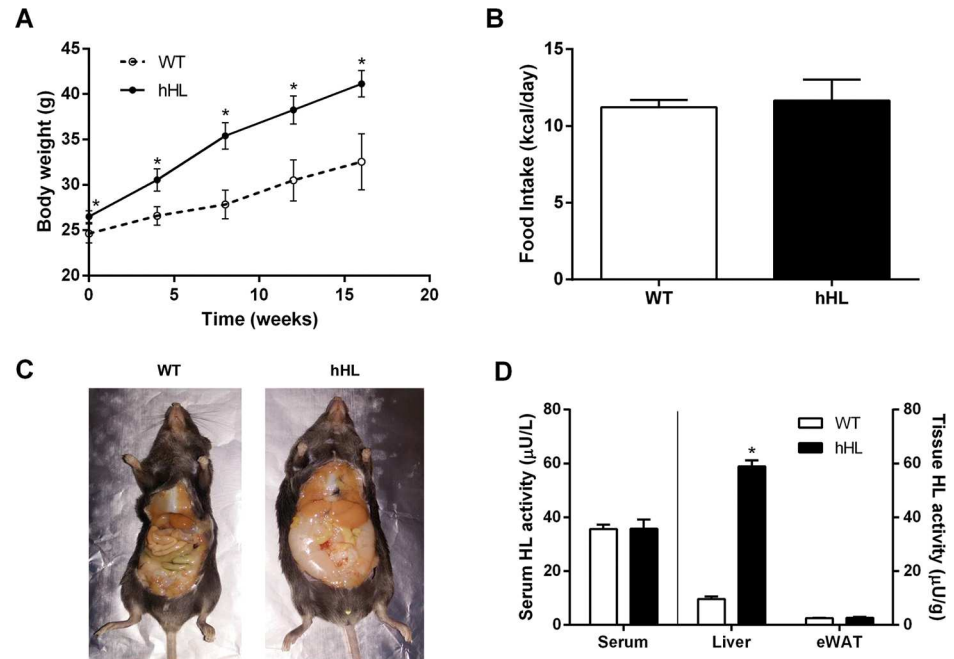 A
Body weight (g)
45
40
35
30
25
20
WT
hHL
*
*
*
*
*
0
5
10
15
20
Time (weeks)
B
Food Intake (kcal/day)
15
10
5
0
WT
hHL
C
WT
hHL
D
Serum HL activity (μU/L)
80
60
40
20
0
WT
hHL
*
80
60
40
20
0
Tissue HL activity (μU/g)
Serum
Liver
eWAT